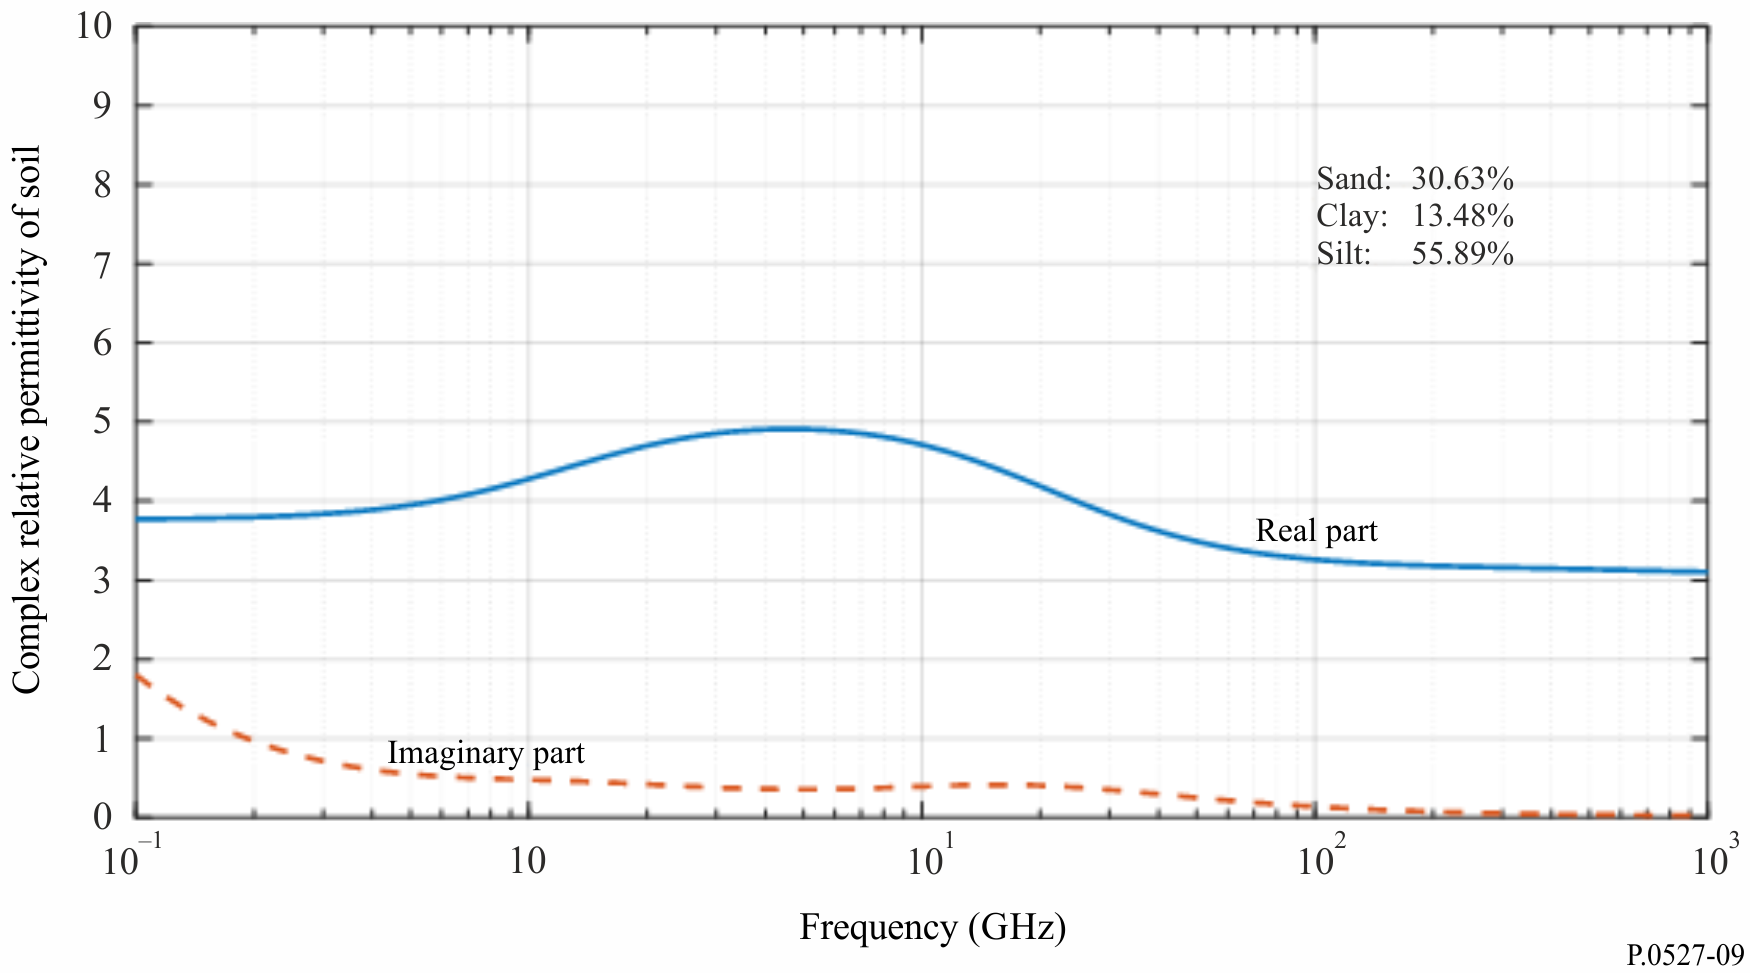 Complex relative permittivity of soil
10
9
8
7
6
5
4
3
2
1
0
Sand: 30.63%
Clay: 13.48%
Silt: 55.89%
Real part
Imaginary part
10⁻¹ 10 10¹ 10² 10³
Frequency (GHz)
P.0527-09